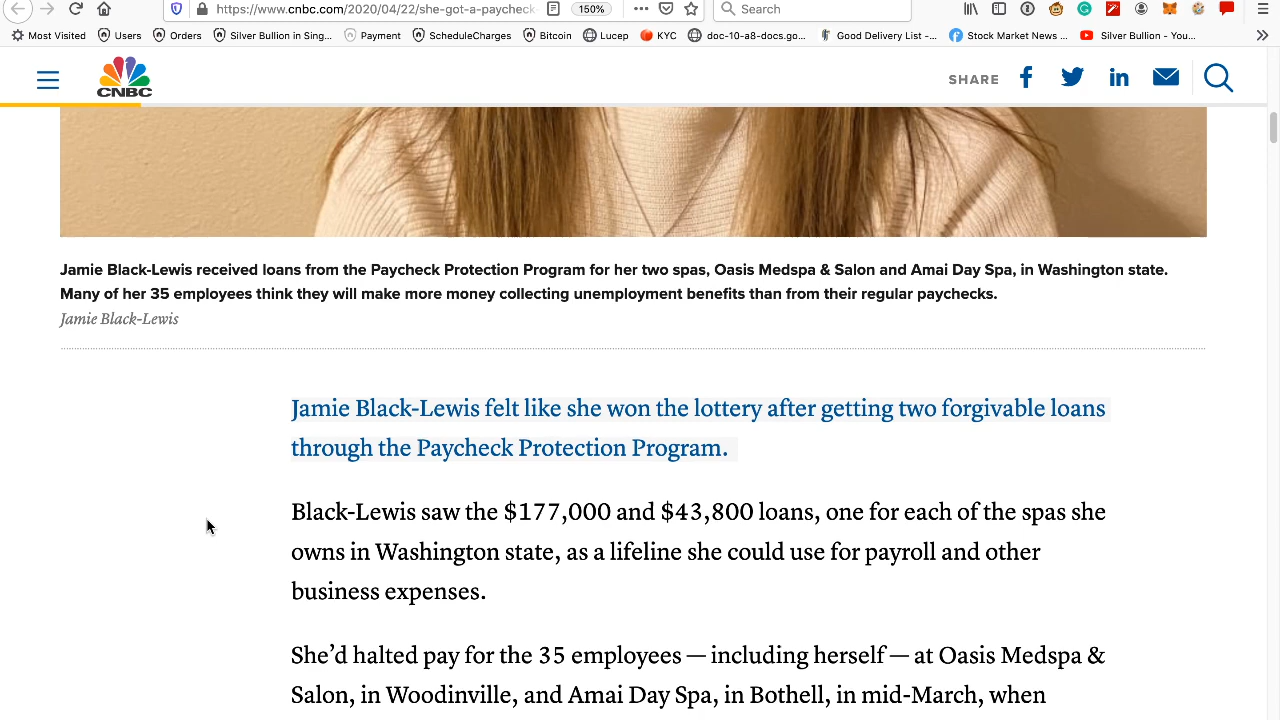 https://www.cnbc.com/2020/04/22/she-got-a-paycheck-
150%
Search
Most Visited Users Orders Silver Bullion in Sing... Payment ScheduleCharges Bitcoin Lucep KYC doc-10-a8-docs.go... Good Delivery List -... Stock Market News ... Silver Bullion - You...
CNBC
SHARE
Jamie Black-Lewis received loans from the Paycheck Protection Program for her two spas, Oasis Medspa & Salon and Amai Day Spa, in Washington state.
Many of her 35 employees think they will make more money collecting unemployment benefits than from their regular paychecks.
Jamie Black-Lewis
Jamie Black-Lewis felt like she won the lottery after getting two forgivable loans
through the Paycheck Protection Program.
Black-Lewis saw the $177,000 and $43,800 loans, one for each of the spas she
owns in Washington state, as a lifeline she could use for payroll and other
business expenses.
She’d halted pay for the 35 employees — including herself — at Oasis Medspa &
Salon, in Woodinville, and Amai Day Spa, in Bothell, in mid-March, when